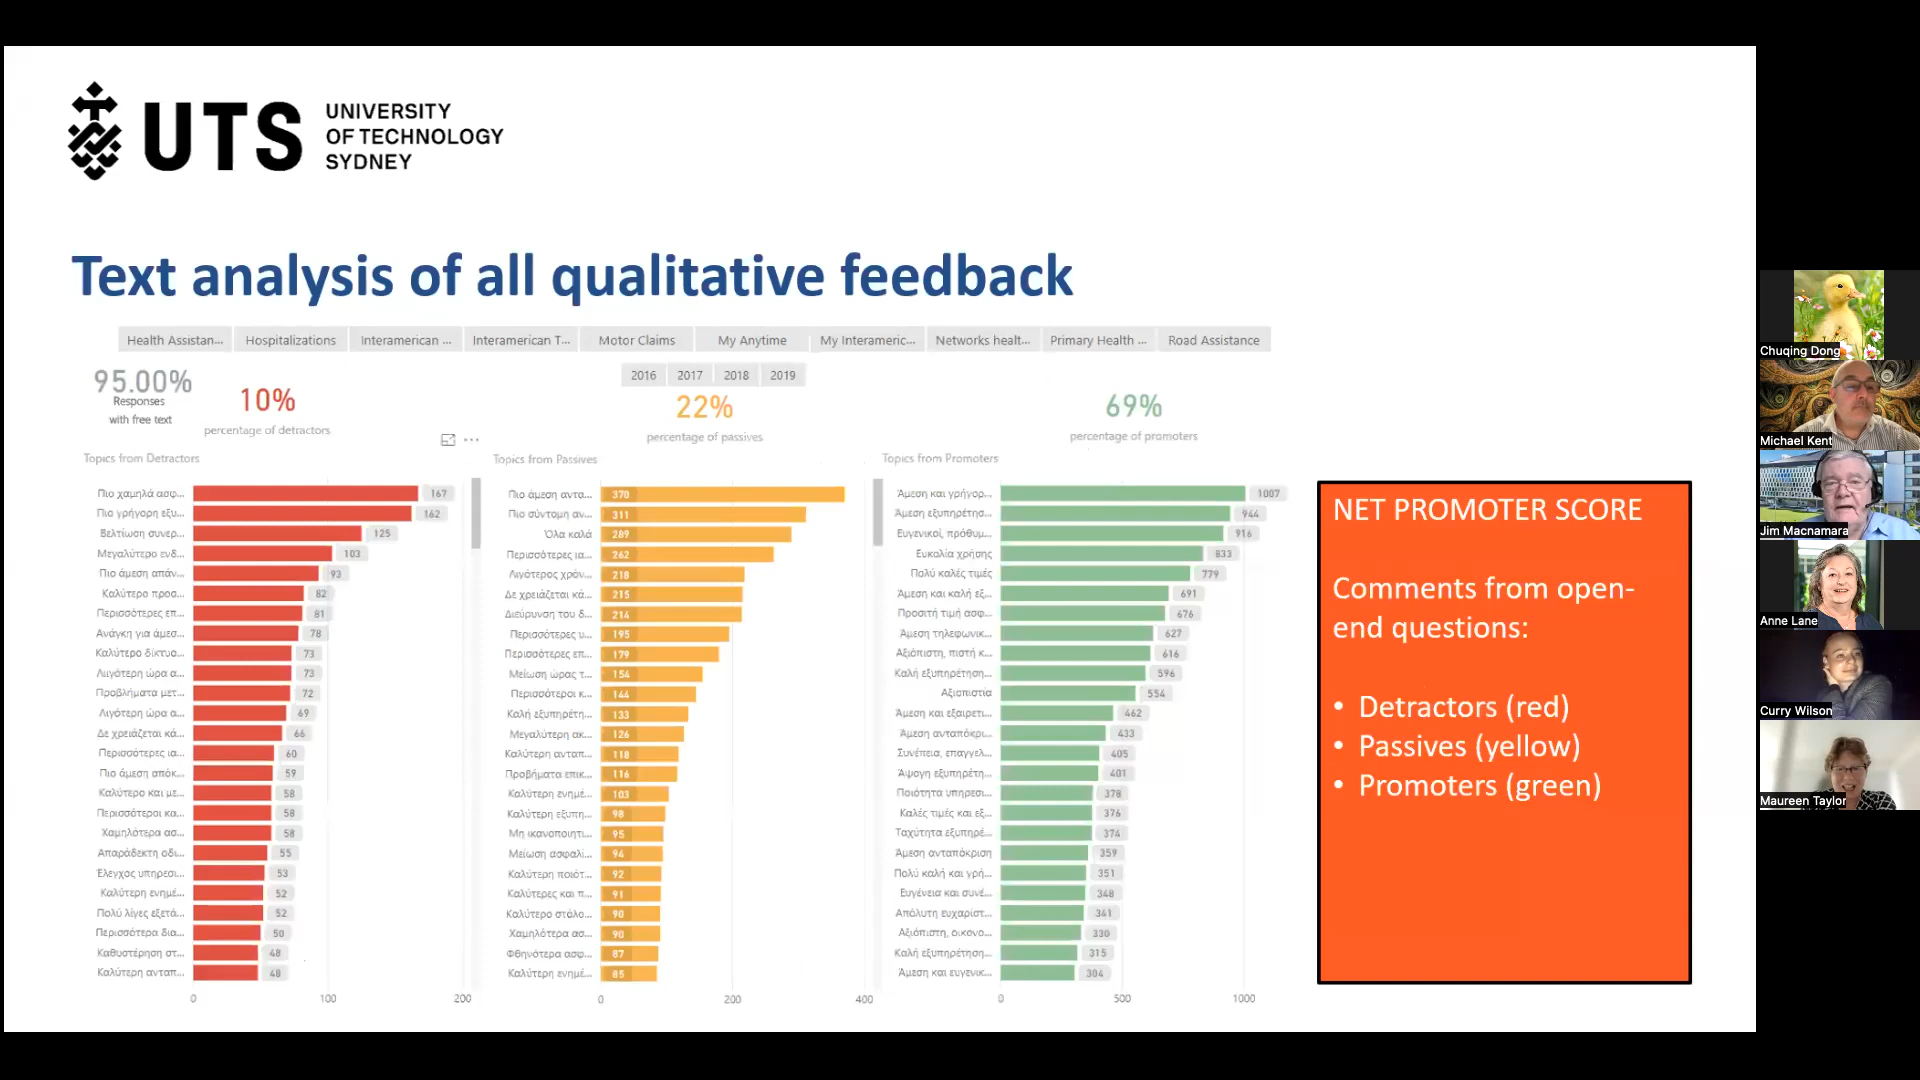 UTS
UNIVERSITY
OF TECHNOLOGY
SYDNEY
Text analysis of all qualitative feedback
Health Assistan...
Hospitalizations
Interamerican ...
Interamerican T...
Motor Claims
My Anytime
My Interameric...
Networks healt...
Primary Health ...
Road Assistance
95.00%
Responses
with free text
10%
percentage of detractors
2016
2017
2018
2019
22%
percentage of passives
69%
percentage of promoters
Topics from Detractors
Πιο χαμηλά ασφ... 167
Πιο γρήγορη εξυ... 162
Βελτίωση συνερ... 125
Μεγαλύτερο ενδ... 103
Πιο άμεση απάν... 93
Καλύτερο προσ... 82
Περισσότερες επ... 81
Ανάγκη για άμεσ... 78
Καλύτερο δίκτυο... 73
Λιγότερη ώρα α... 73
Προβλήματα μετ... 72
Λιγότερη ώρα α... 69
Δε χρειάζεται κά... 66
Περισσότερες ια... 60
Πιο άμεση απόκ... 59
Καλύτερο και με... 58
Περισσότεροι κα... 58
Χαμηλότερα ασ... 58
Απαράδεκτη οδι... 55
Έλεγχος υπηρεσι... 53
Καλύτερη ενημέ... 52
Πολύ λίγες εξετά... 52
Περισσότερα δια... 50
Καθυστέρηση στ... 48
Καλύτερη ανταπ... 48
0 100 200
Topics from Passives
Πιο άμεση αντα... 370
Πιο σύντομη αν... 311
Όλα καλά 289
Περισσότερες ια... 262
Λιγότερος χρόν... 218
Δε χρειάζεται κά... 215
Διεύρυνση του δ... 214
Περισσότερες υ... 195
Περισσότερες επ... 179
Μείωση ώρας τ... 154
Περισσότεροι κ... 144
Καλή εξυπηρέτη... 133
Μεγαλύτερη ακ... 126
Καλύτερη ανταπ... 118
Προβλήματα επικ... 116
Καλύτερη ενημέ... 103
Καλύτερη εξυπη... 98
Μη ικανοποιητι... 95
Μείωση ασφαλί... 94
Καλύτερη ποιότ... 92
Καλύτερες και π... 91
Καλύτερο στόλο... 90
Χαμηλότερα ασ... 90
Φθηνότερα ασφ... 87
Καλύτερη ενημέ... 85
0 200 400
Topics from Promoters
Άμεση και γρήγορ... 1007
Άμεση εξυπηρέτησ... 944
Ευγενικοί, πρόθυμ... 916
Ευκολία χρήσης 833
Πολύ καλές τιμές 779
Άμεση και καλή εξ... 691
Προσιτή τιμή ασφ... 676
Άμεση τηλεφωνικ... 627
Αξιόπιστη, πιστή κ... 616
Καλή εξυπηρέτηση... 596
Αξιοπιστία 554
Άμεση και εξαιρετι... 462
Άμεση ανταπόκρι... 433
Συνέπεια, επαγγελ... 405
Άψογη εξυπηρέτη... 401
Ποιότητα υπηρεσι... 378
Καλές τιμές και εξ... 376
Ταχύτητα εξυπηρέ... 374
Άμεση ανταπόκριση 359
Πολύ καλή και γρή... 351
Ευγένεια και συνέ... 348
Απόλυτη ευχαρίστ... 341
Αξιόπιστη, οικονο... 330
Καλή εξυπηρέτηση... 315
Άμεση και ευγενικ... 304
0 500 1000
NET PROMOTER SCORE
Comments from open-
end questions:
• Detractors (red)
• Passives (yellow)
• Promoters (green)
Chuqing Dong
Michael Kent
Jim Macnamara
Anne Lane
Curry Wilson
Maureen Taylor